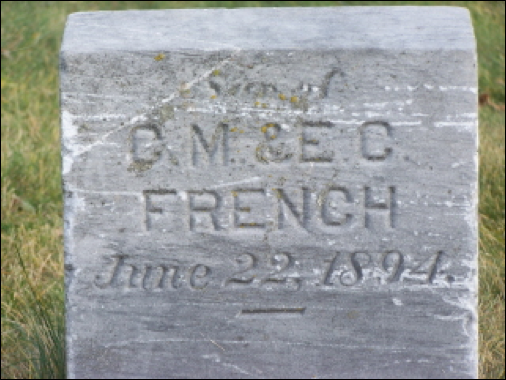 Son of
C. M. & E. C.
FRENCH
June 22, 1894.